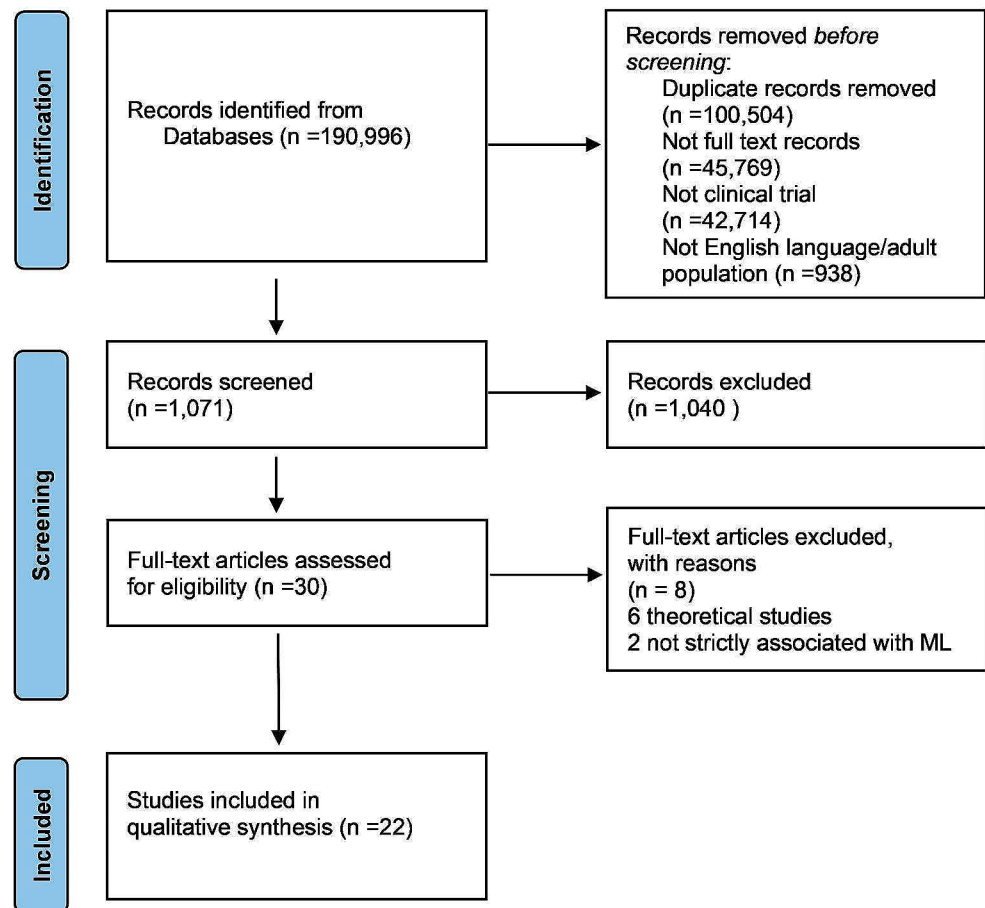 Identification
Records identified from
Databases (n =190,996)
Records removed before
screening:
Duplicate records removed
(n =100,504)
Not full text records
(n =45,769)
Not clinical trial
(n =42,714)
Not English language/adult
population (n =938)
Screening
Records screened
(n =1,071)
Records excluded
(n =1,040 )
Full-text articles assessed
for eligibility (n =30)
Full-text articles excluded,
with reasons
(n = 8)
6 theoretical studies
2 not strictly associated with ML
Included
Studies included in
qualitative synthesis (n =22)